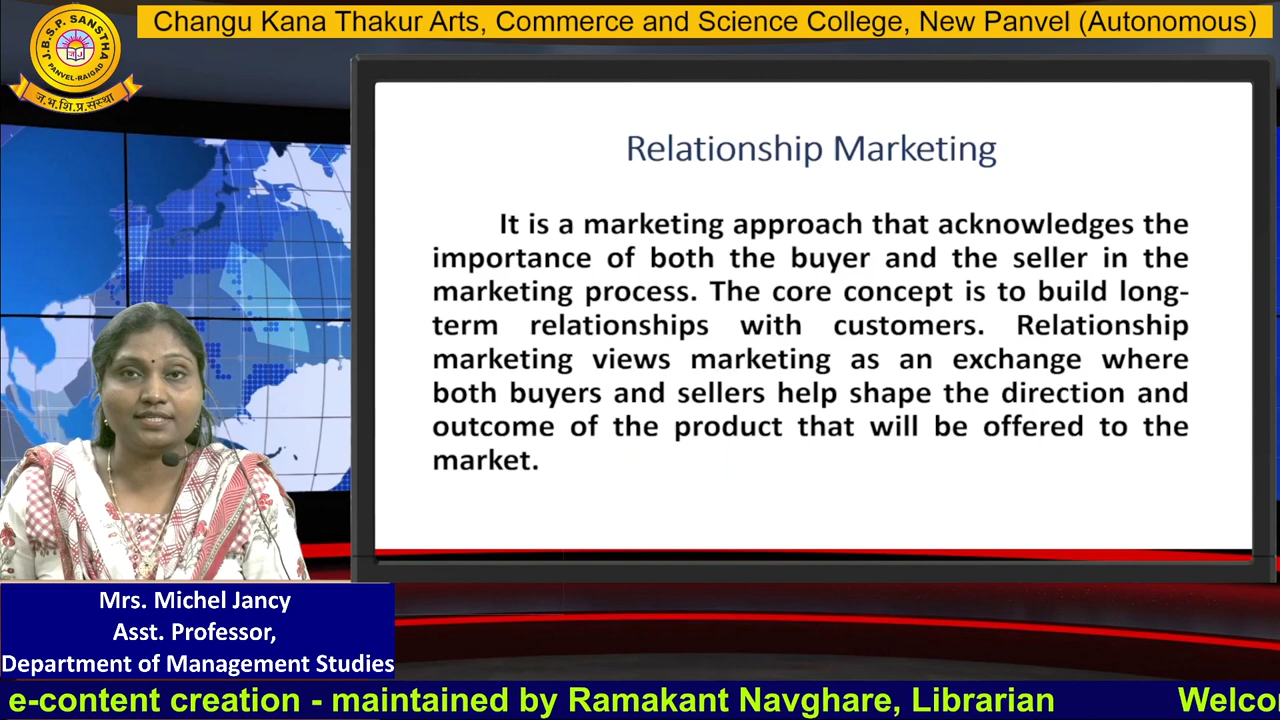 Changu Kana Thakur Arts, Commerce and Science College, New Panvel (Autonomous)
J.B.S.P. SANSTHA
PANVEL-RAIGAD
ज.भ.शि.प्र.संस्था
Relationship Marketing
It is a marketing approach that acknowledges the
importance of both the buyer and the seller in the
marketing process. The core concept is to build long-
term relationships with customers. Relationship
marketing views marketing as an exchange where
both buyers and sellers help shape the direction and
outcome of the product that will be offered to the
market.
Mrs. Michel Jancy
Asst. Professor,
Department of Management Studies
e-content creation - maintained by Ramakant Navghare, Librarian
Welco